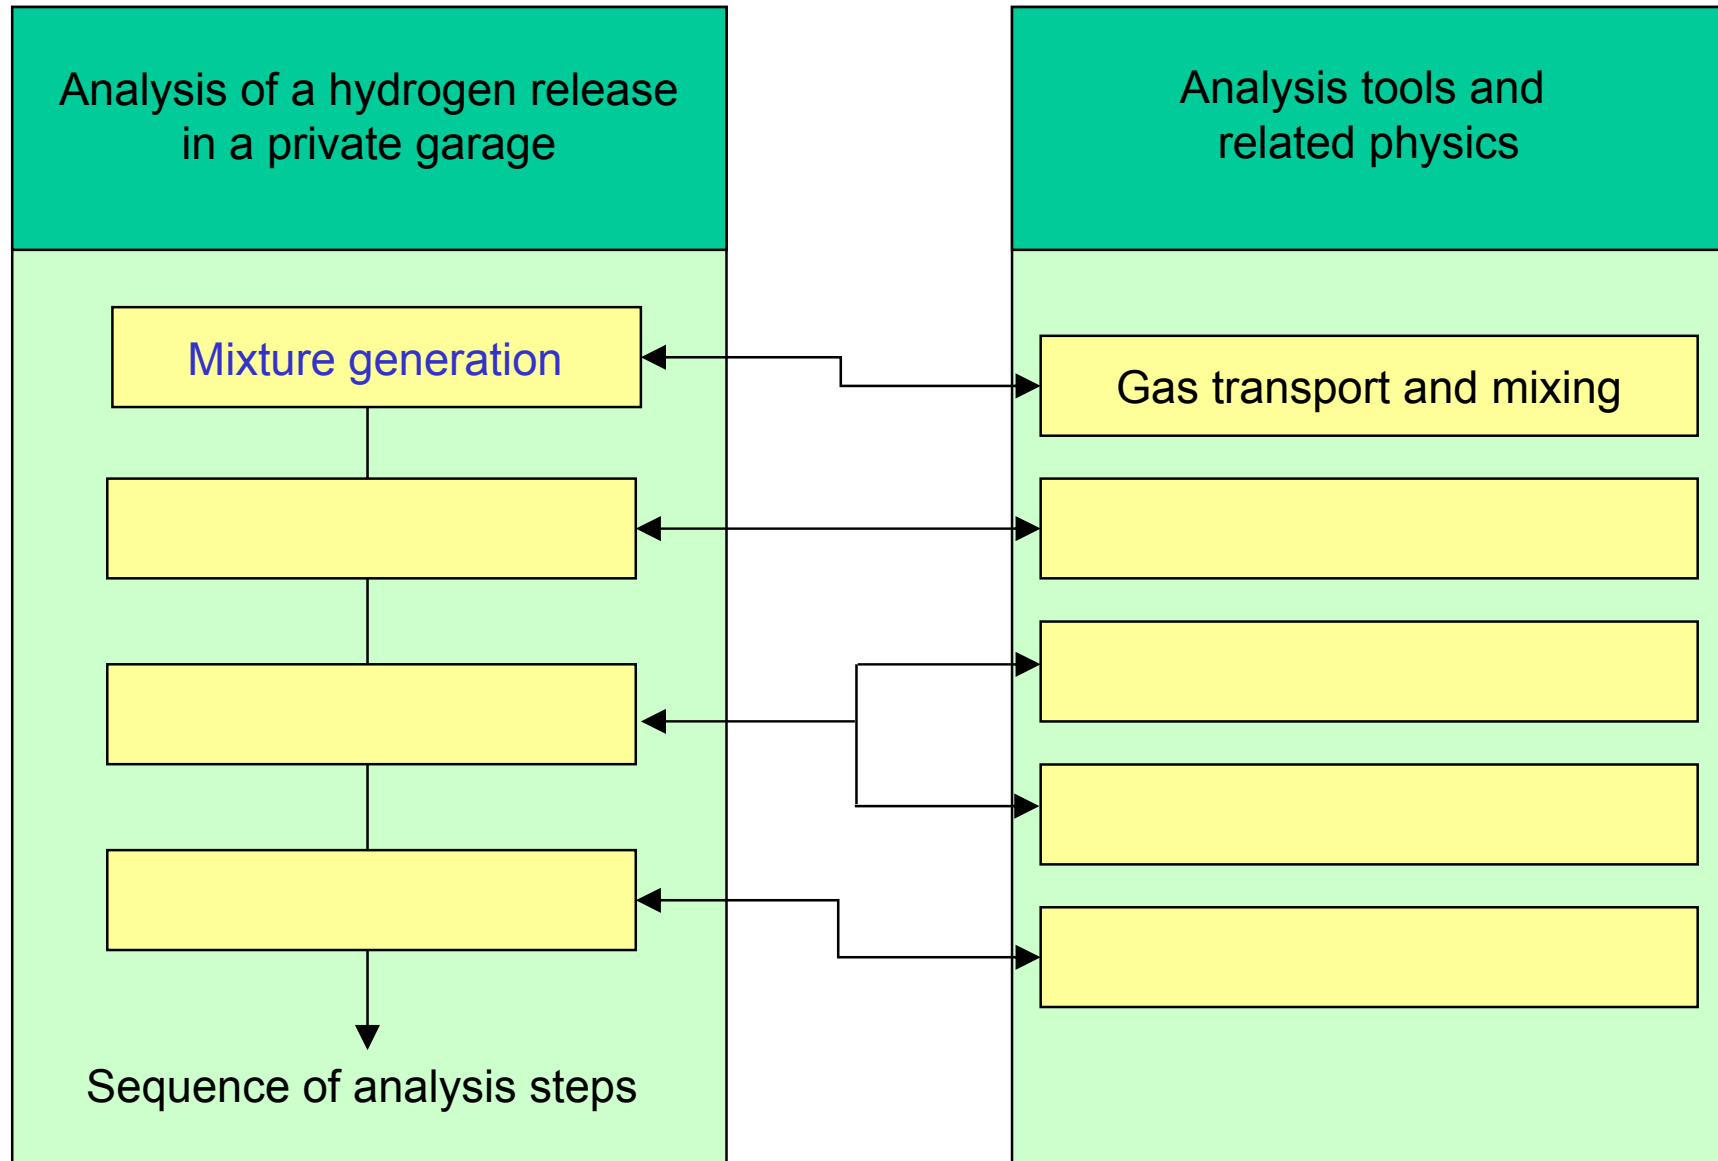 Analysis of a hydrogen release
in a private garage
Analysis tools and
related physics
Mixture generation
Gas transport and mixing
Sequence of analysis steps